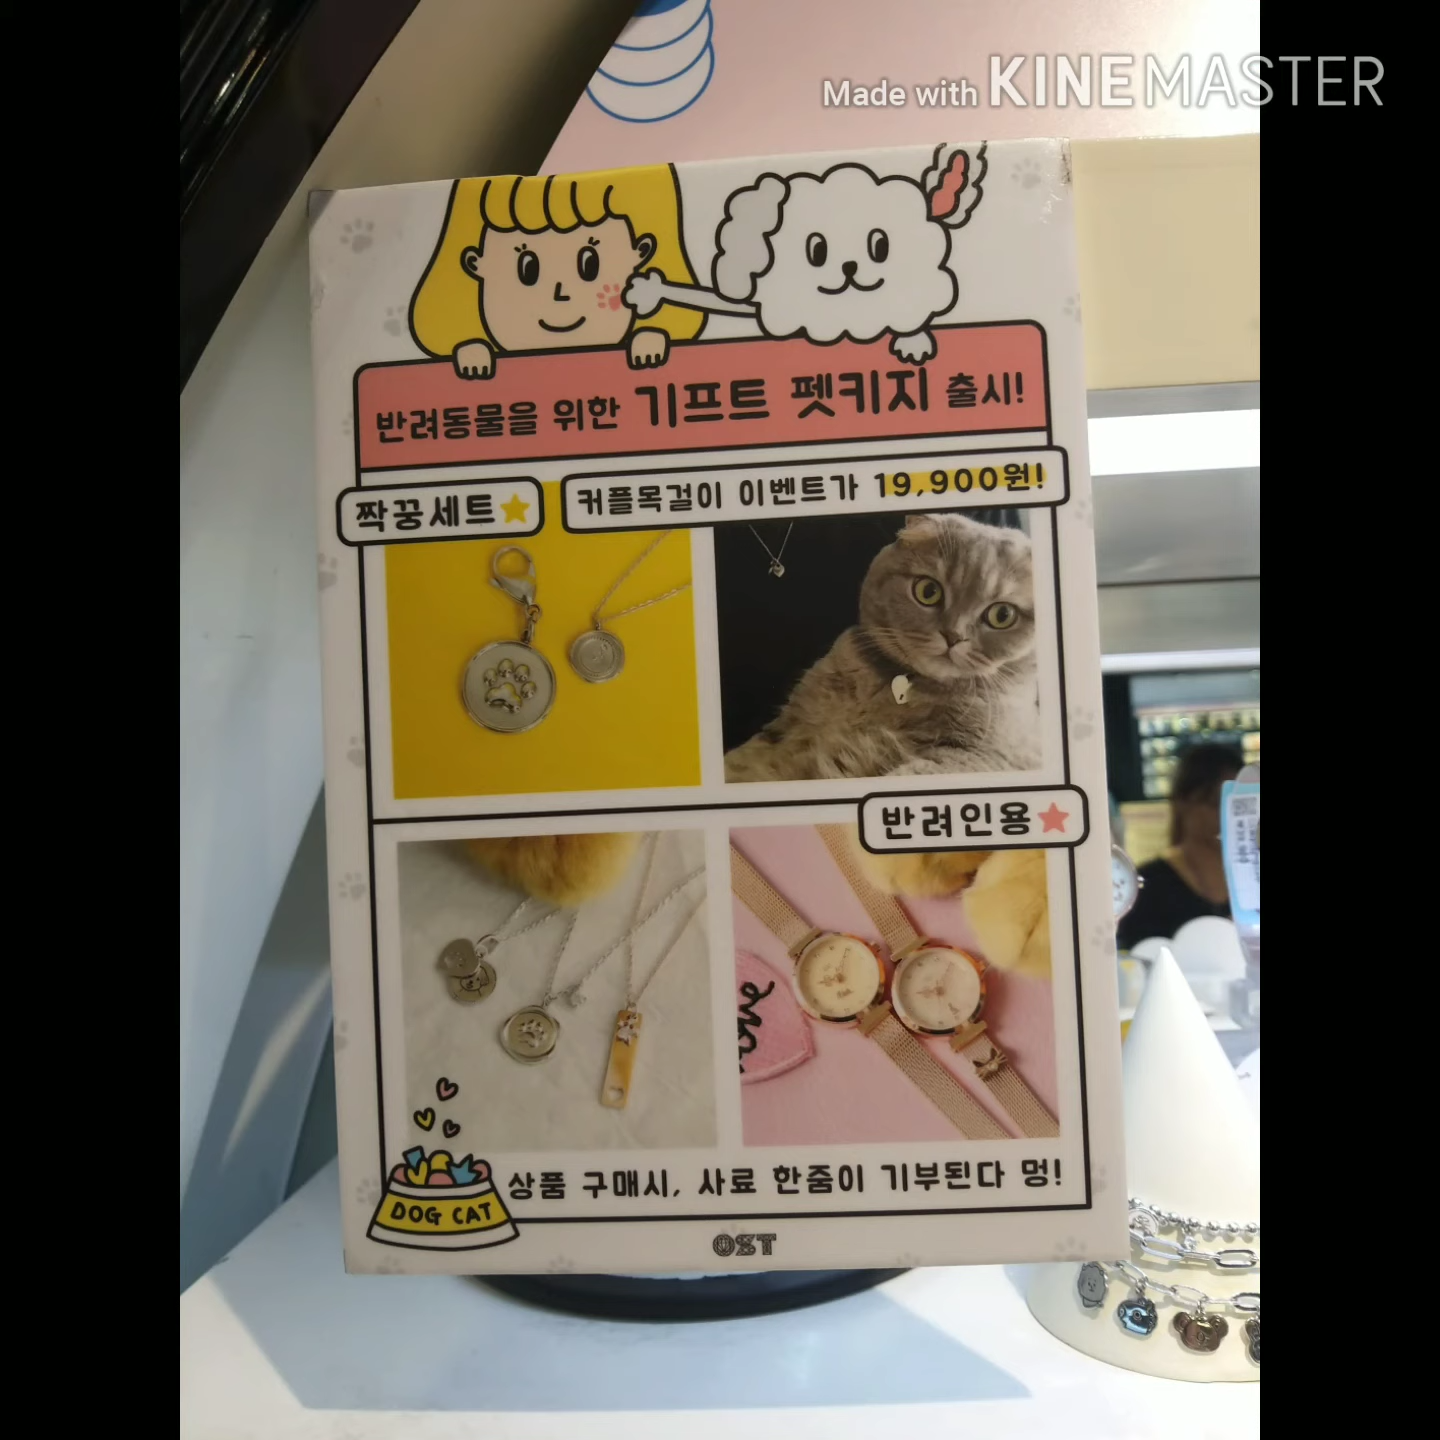 Made with KINEMASTER
반려동물을 위한 기프트 펫키지 출시!
짝꿍세트
커플목걸이 이벤트가 19,900원!
반려인용
상품 구매시, 사료 한줌이 기부된다 멍!
DOG CAT
OST